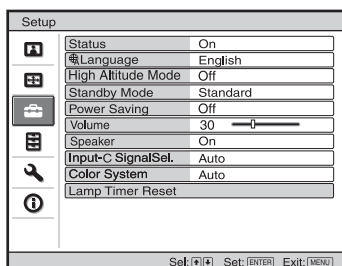 Setup
Status On
Language English
High Altitude Mode Off
Standby Mode Standard
Power Saving Off
Volume 30
Speaker On
Input-C SignalSel. Auto
Color System Auto
Lamp Timer Reset
Sel: Set: ENTER Exit: MENU